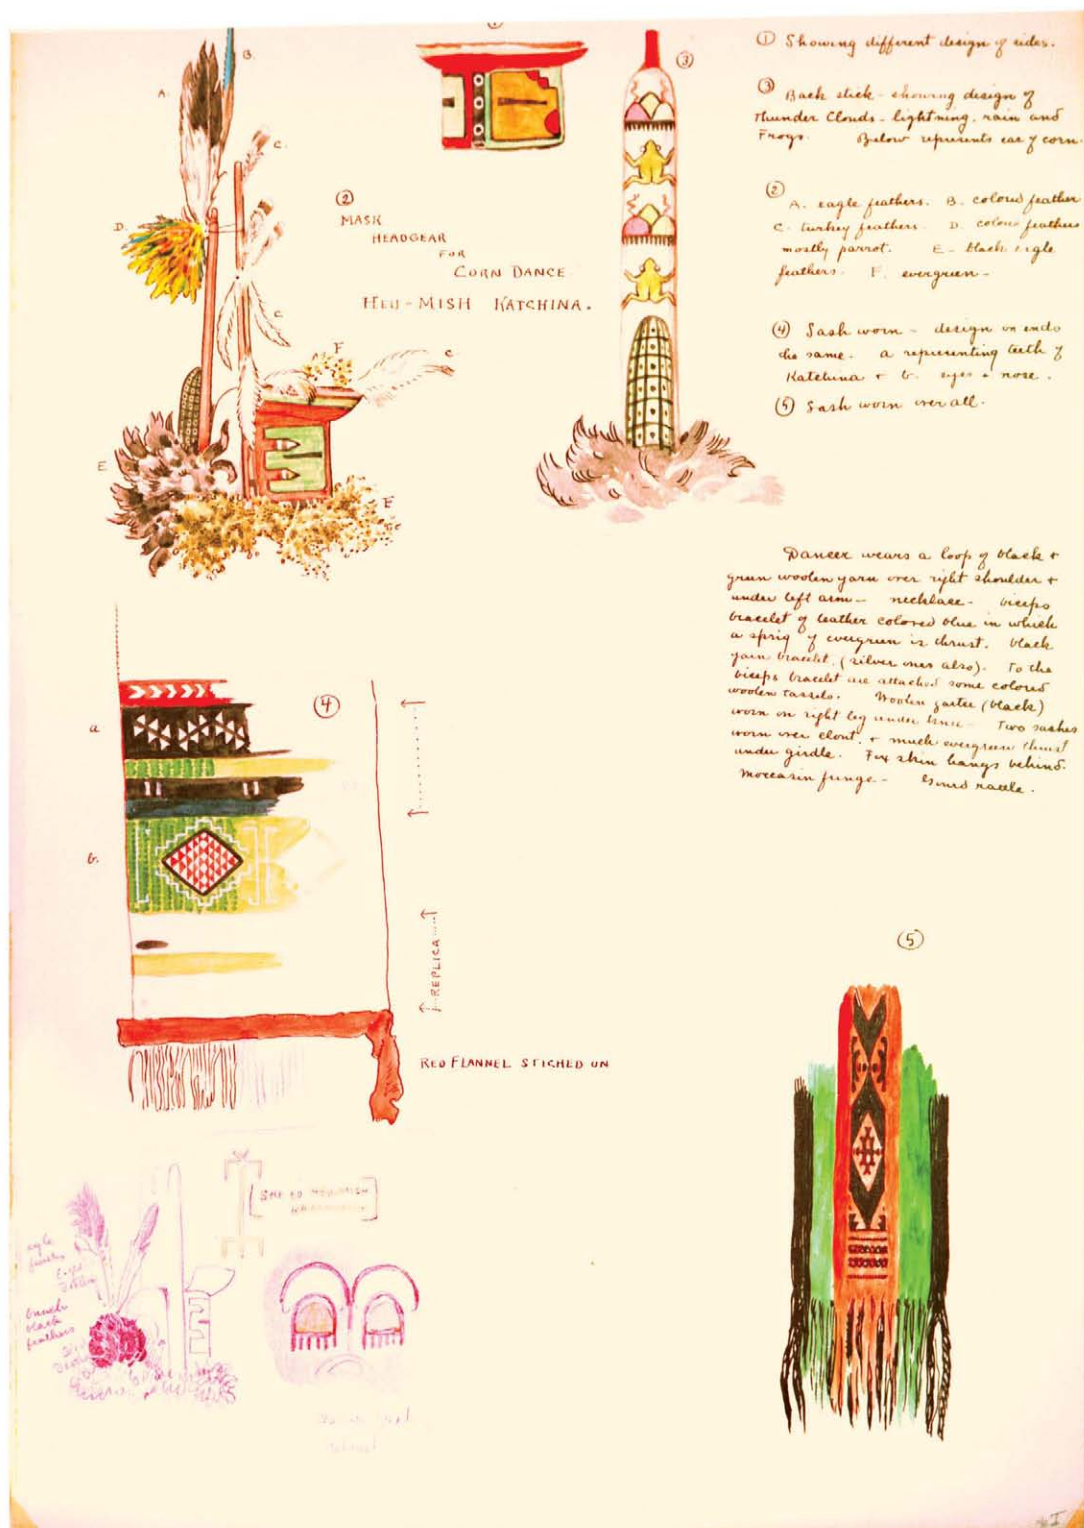 ① Showing different design of sides.
③ Back stick - showing design of
Thunder Clouds - lightning, rain and
Frogs. Below represents ear of corn.
② A. eagle feathers. B. colored feather
C. turkey feathers. D. colored feathers
mostly parrot. E - black eagle
feathers. F. evergreen -
④ Sash worn - design on ends
the same. a representing teeth of
Katchina + b. eyes + nose.
⑤ Sash worn over all.
Dancer wears a loop of black +
green woolen yarn over right shoulder +
under left arm - necklace - biceps
bracelet of leather colored blue in which
a sprig of evergreen is thrust. black
yarn bracelet. (silver ones also). To the
biceps bracelet are attached some colored
woolen tassels. Woolen garter (black)
worn on right leg under knee - Two sashes
worn over clout. + much evergreen thrust
under girdle. Fox skin hangs behind.
Moccasin fringe - Gourd rattle.
③
B.
A.
C.
D.
②
MASK
HEADGEAR
FOR
CORN DANCE
HEU-MISH KATCHINA.
C
F
C
E
E
④
a
b.
REPLICA
RED FLANNEL STICHED ON
⑤
eagle
bunch
black
feathers